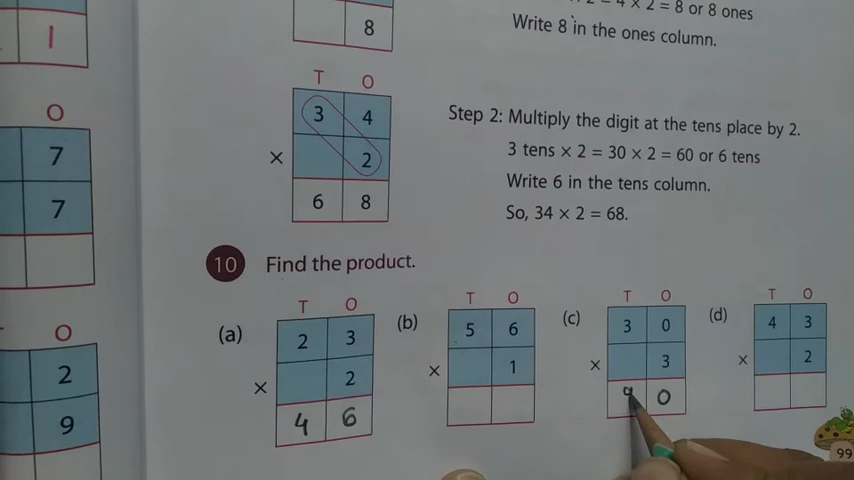 × 2 = 4 × 2 = 8 or 8 ones
1
8
Write 8 in the ones column.
T O
3 4
Step 2: Multiply the digit at the tens place by 2.
× 2
3 tens × 2 = 30 × 2 = 60 or 6 tens
6 8
Write 6 in the tens column.
So, 34 × 2 = 68.
O
7
7
10 Find the product.
O
2
9
(a)
T O
2 3
× 2
4 6
(b)
T O
5 6
× 1
(c)
T O
3 0
× 3
9 0
(d)
T O
4 3
× 2
99